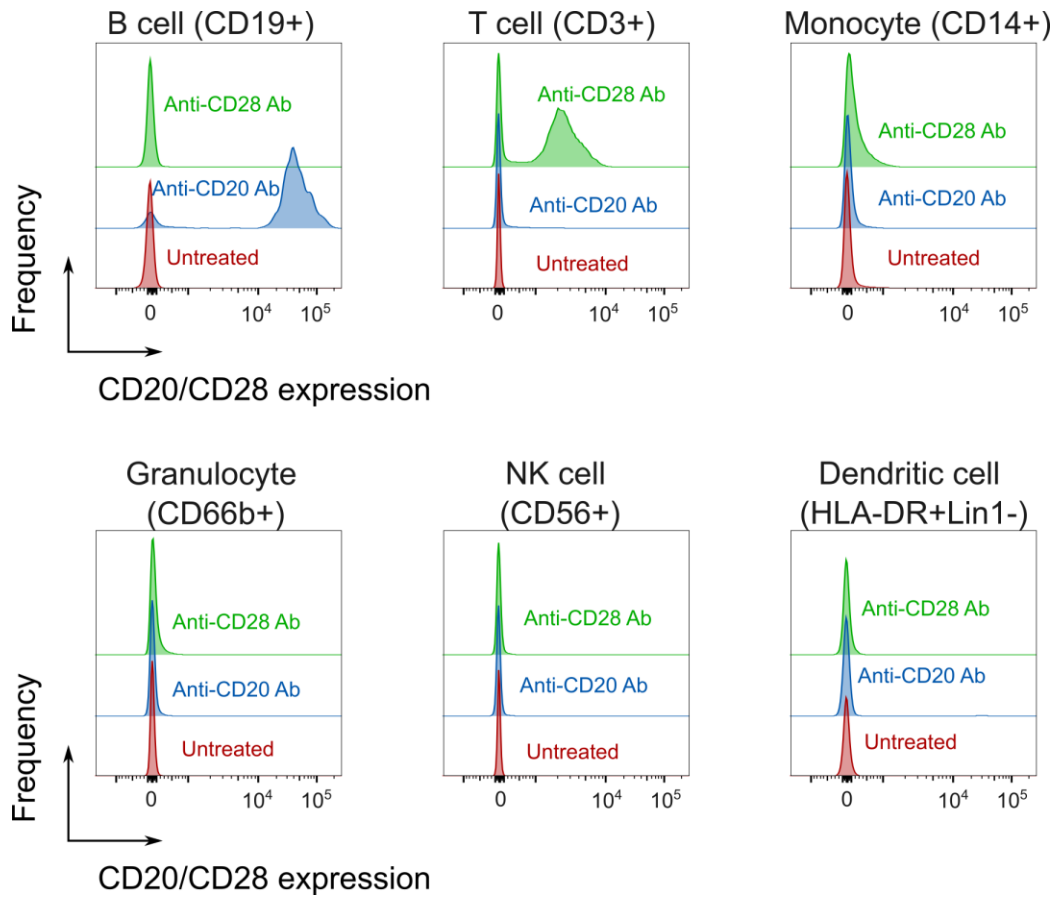 B cell (CD19+)
T cell (CD3+)
Monocyte (CD14+)
Anti-CD28 Ab
Anti-CD20 Ab
Untreated
Anti-CD28 Ab
Anti-CD20 Ab
Untreated
Anti-CD28 Ab
Anti-CD20 Ab
Untreated
0 10⁴ 10⁵
0 10⁴ 10⁵
0 10⁴ 10⁵
Frequency
CD20/CD28 expression
Granulocyte
(CD66b+)
NK cell
(CD56+)
Dendritic cell
(HLA-DR+Lin1-)
Anti-CD28 Ab
Anti-CD20 Ab
Untreated
Anti-CD28 Ab
Anti-CD20 Ab
Untreated
Anti-CD28 Ab
Anti-CD20 Ab
Untreated
0 10⁴ 10⁵
0 10⁴ 10⁵
0 10�4 10⁵
Frequency
CD20/CD28 expression